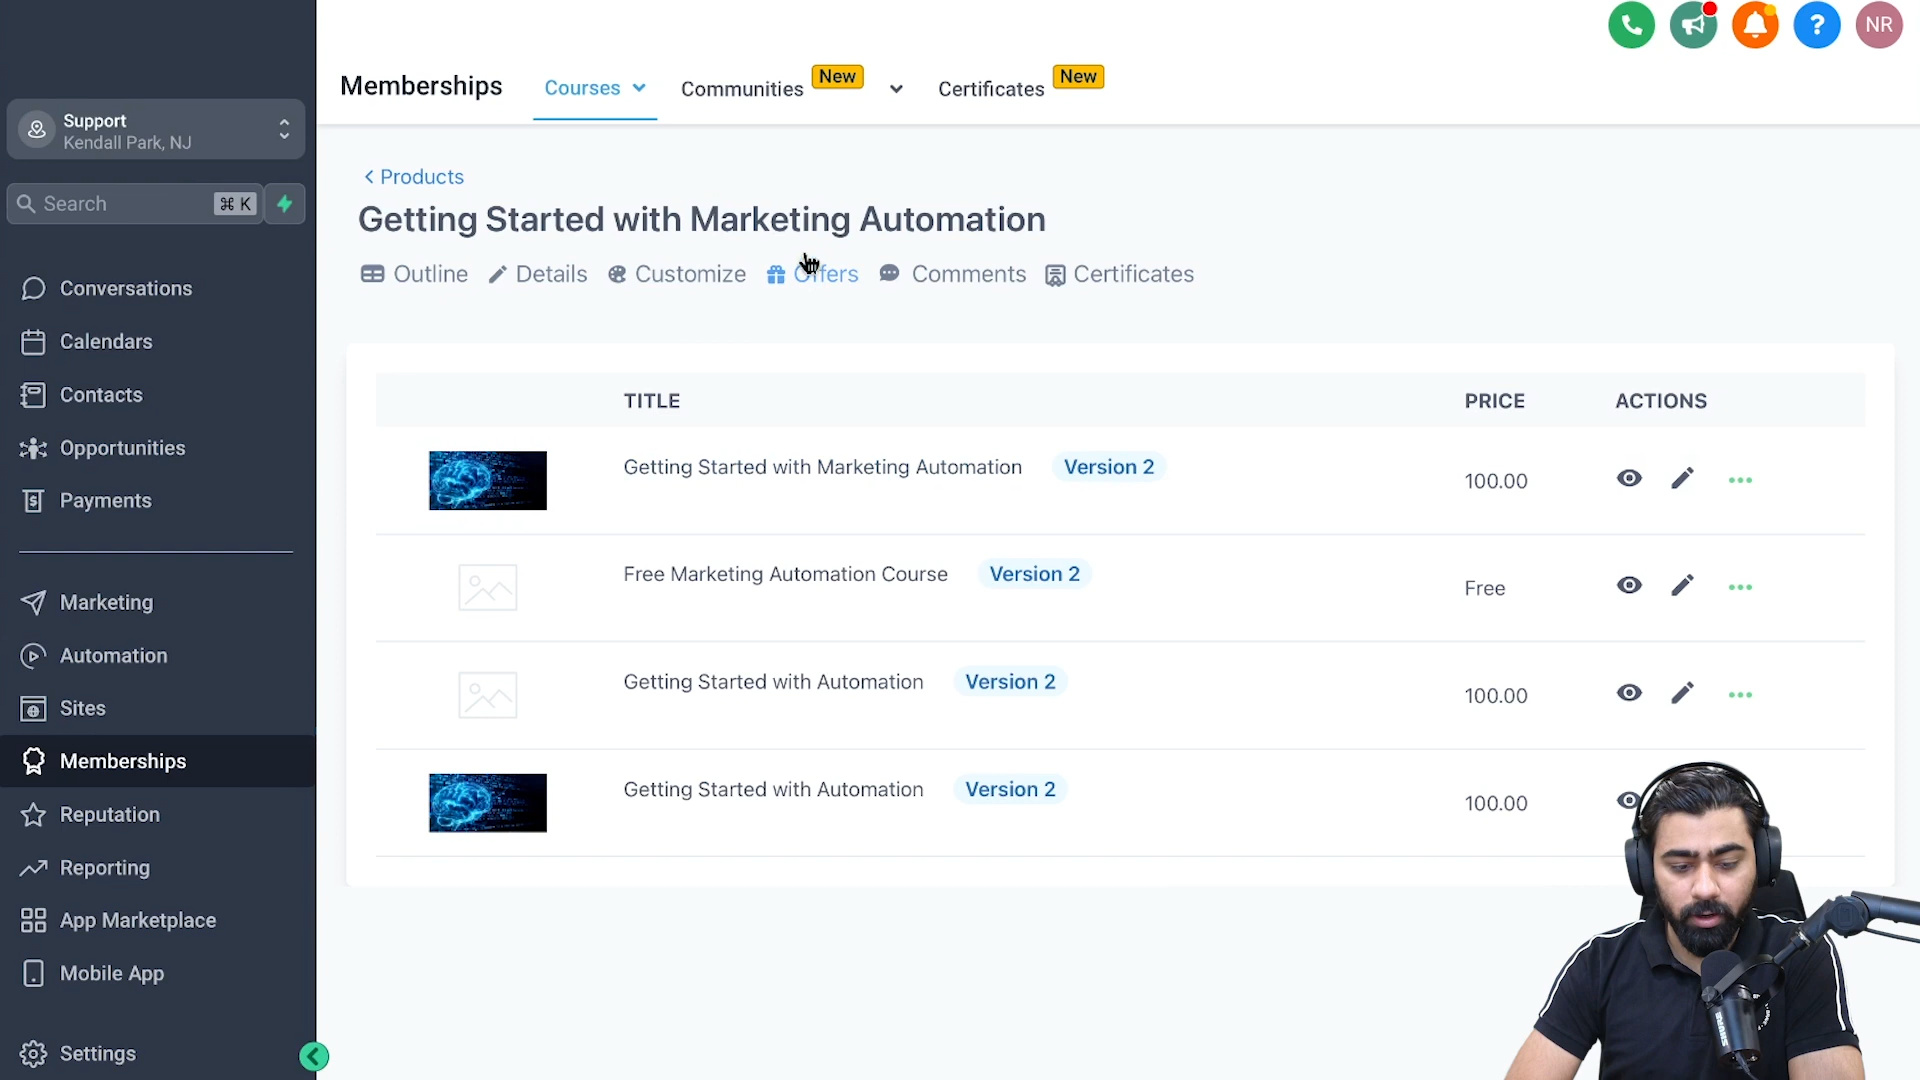 NR
Memberships
Courses
Communities
New
Certificates
New
Support
Kendall Park, NJ
Search
⌘ K
Conversations
Calendars
Contacts
Opportunities
Payments
Marketing
Automation
Sites
Memberships
Reputation
Reporting
App Marketplace
Mobile App
Settings
Products
Getting Started with Marketing Automation
Outline
Details
Customize
Offers
Comments
Certificates
TITLE PRICE ACTIONS
Getting Started with Marketing Automation Version 2 100.00
Free Marketing Automation Course Version 2 Free
Getting Started with Automation Version 2 100.00
Getting Started with Automation Version 2 100.00
SHURE